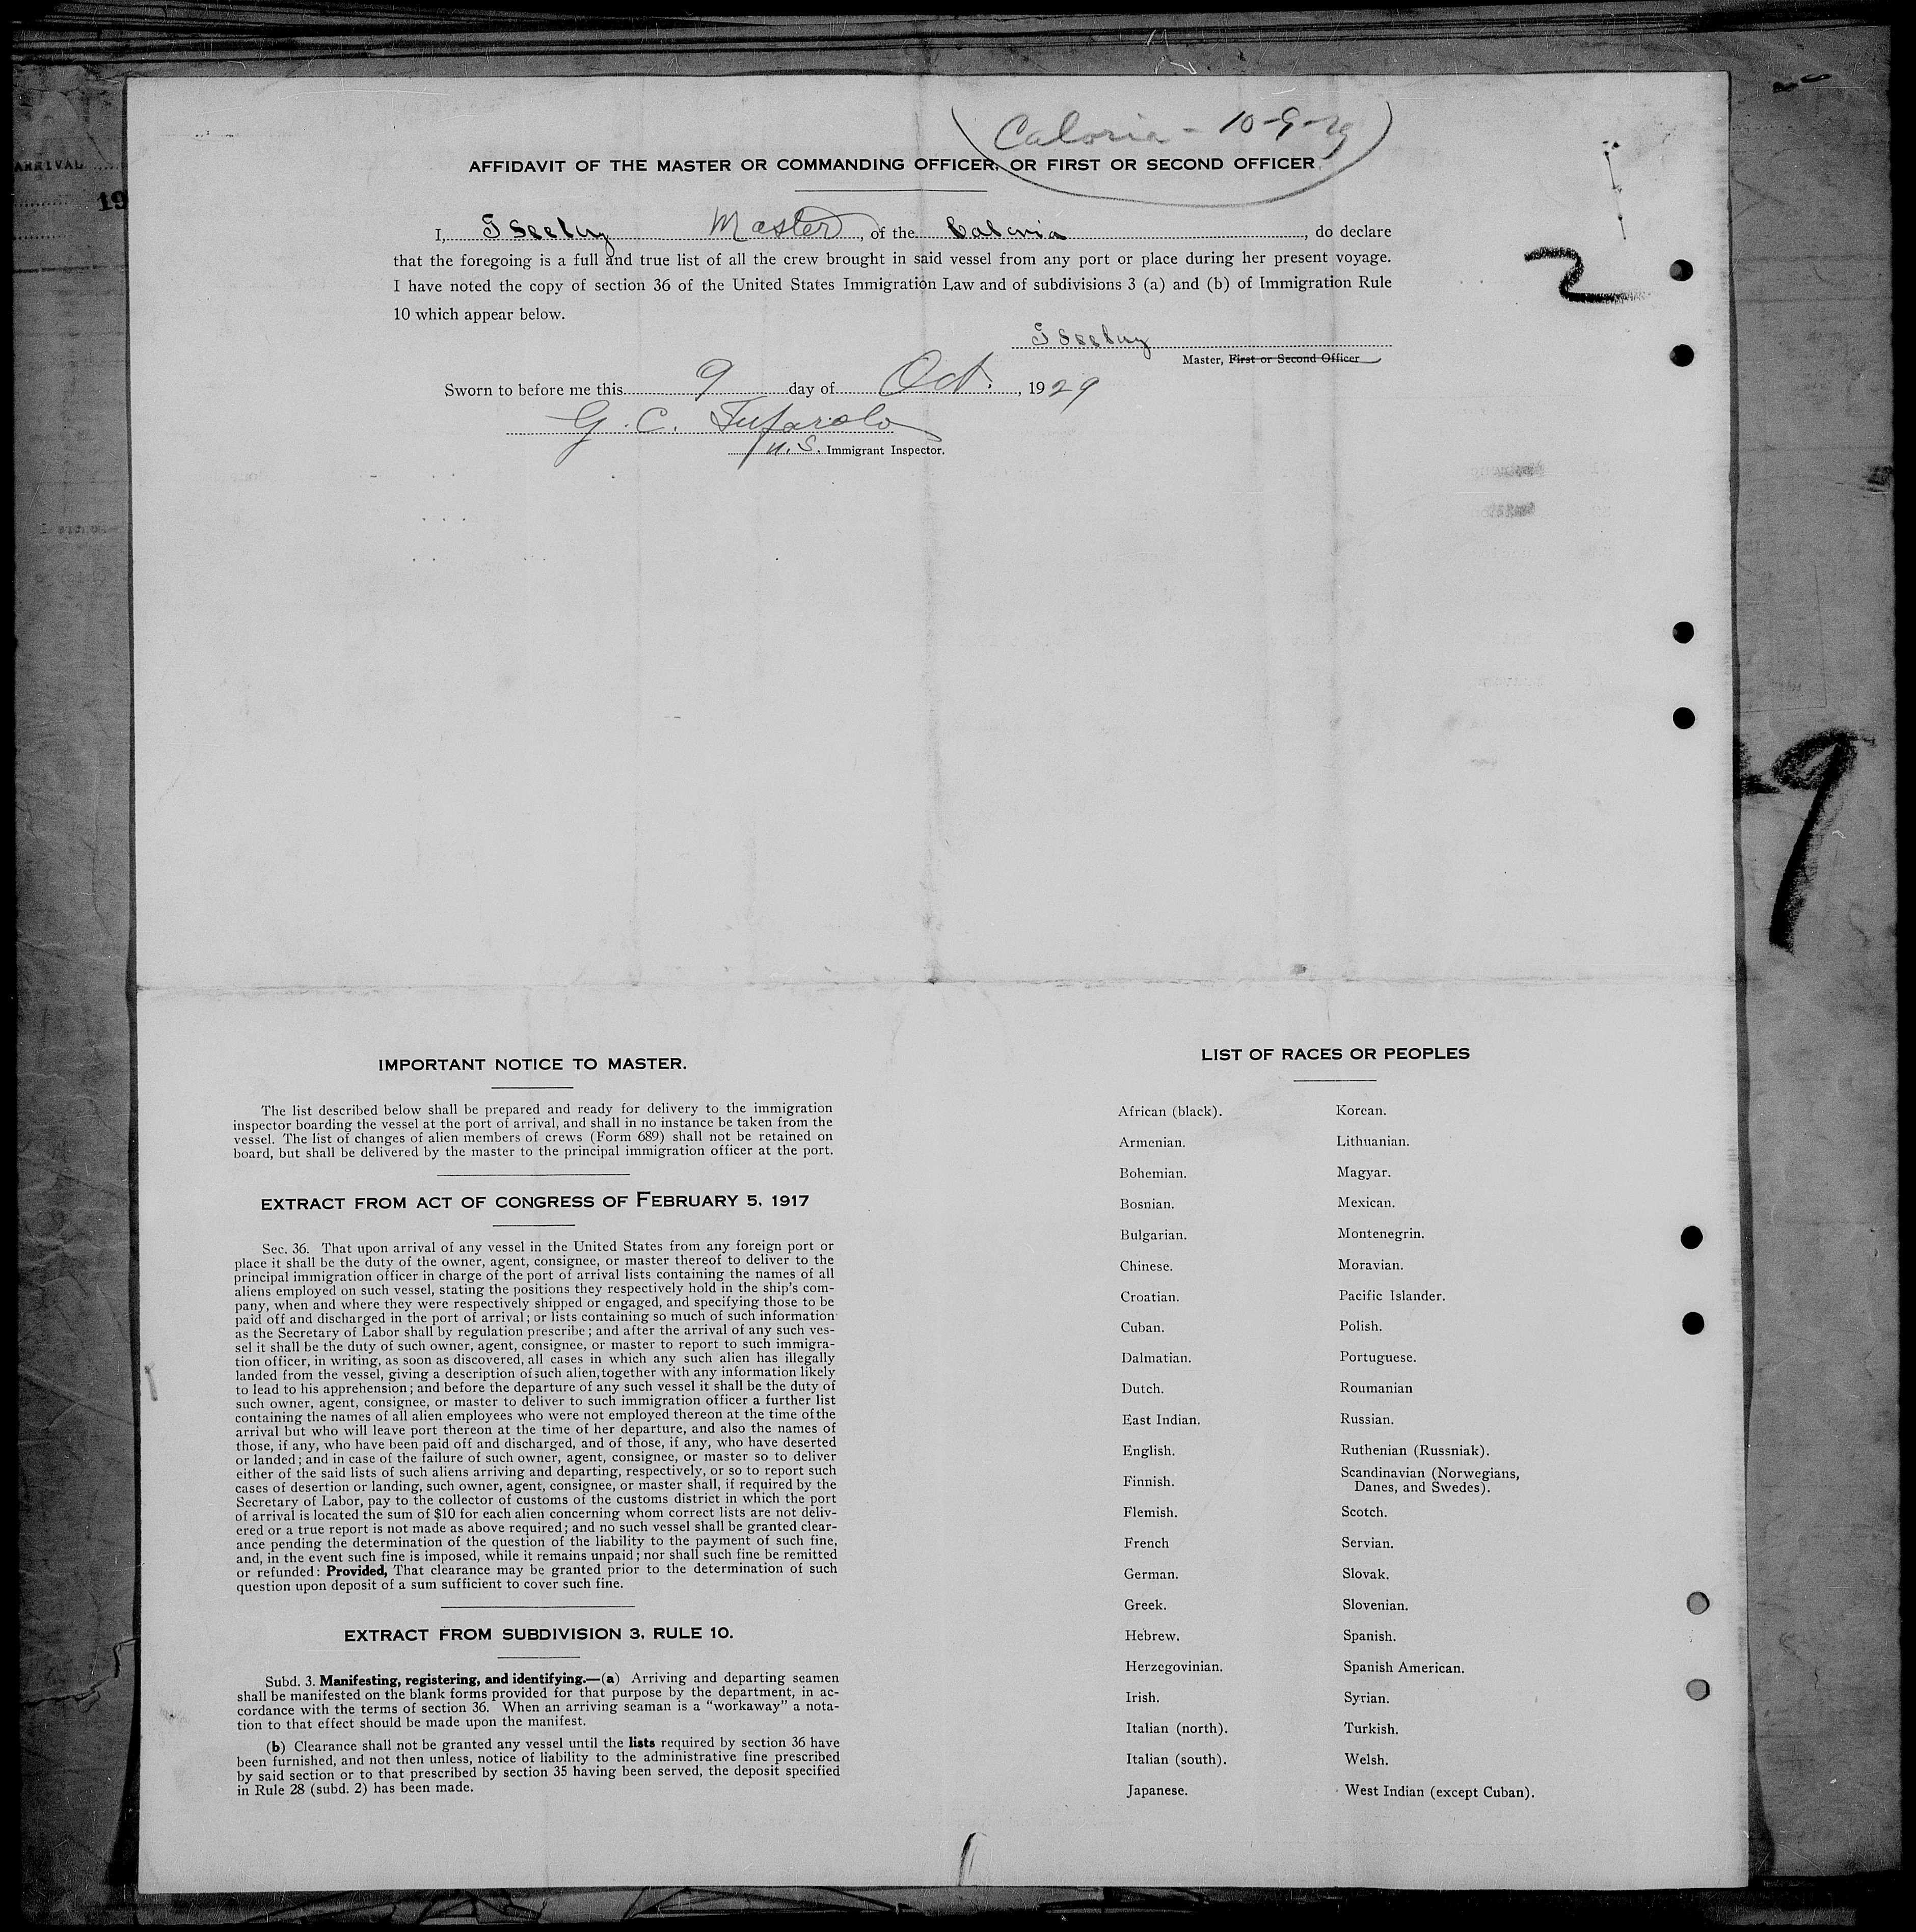 ARRIVAL
19
Caloria - 10-9-29
AFFIDAVIT OF THE MASTER OR COMMANDING OFFICER, OR FIRST OR SECOND OFFICER
I, T Seeley Master, of the Caloria, do declare
that the foregoing is a full and true list of all the crew brought in said vessel from any port or place during her present voyage.
I have noted the copy of section 36 of the United States Immigration Law and of subdivisions 3 (a) and (b) of Immigration Rule
10 which appear below.
2
T Seeley
Master, First or Second Officer
Sworn to before me this 9 day of Oct., 1929
G. C. Tufarolo
U.S. Immigrant Inspector.
9
IMPORTANT NOTICE TO MASTER.
The list described below shall be prepared and ready for delivery to the immigration
inspector boarding the vessel at the port of arrival, and shall in no instance be taken from the
vessel. The list of changes of alien members of crews (Form 689) shall not be retained on
board, but shall be delivered by the master to the principal immigration officer at the port.
EXTRACT FROM ACT OF CONGRESS OF FEBRUARY 5, 1917
Sec. 36. That upon arrival of any vessel in the United States from any foreign port or
place it shall be the duty of the owner, agent, consignee, or master thereof to deliver to the
principal immigration officer in charge of the port of arrival lists containing the names of all
aliens employed on such vessel, stating the positions they respectively hold in the ship's com-
pany, when and where they were respectively shipped or engaged, and specifying those to be
paid off and discharged in the port of arrival; or lists containing so much of such information
as the Secretary of Labor shall by regulation prescribe; and after the arrival of any such ves-
sel it shall be the duty of such owner, agent, consignee, or master to report to such immigra-
tion officer, in writing, as soon as discovered, all cases in which any such alien has illegally
landed from the vessel, giving a description of such alien, together with any information likely
to lead to his apprehension; and before the departure of any such vessel it shall be the duty of
such owner, agent, consignee, or master to deliver to such immigration officer a further list
containing the names of all alien employees who were not employed thereon at the time of the
arrival but who will leave port thereon at the time of her departure, and also the names of
those, if any, who have been paid off and discharged, and of those, if any, who have deserted
or landed; and in case of the failure of such owner, agent, consignee, or master so to deliver
either of the said lists of such aliens arriving and departing, respectively, or so to report such
cases of desertion or landing, such owner, agent, consignee, or master shall, if required by the
Secretary of Labor, pay to the collector of customs of the customs district in which the port
of arrival is located the sum of $10 for each alien concerning whom correct lists are not deliv-
ered or a true report is not made as above required; and no such vessel shall be granted clear-
ance pending the determination of the question of the liability to the payment of such fine,
and, in the event such fine is imposed, while it remains unpaid; nor shall such fine be remitted
or refunded: Provided, That clearance may be granted prior to the determination of such
question upon deposit of a sum sufficient to cover such fine.
EXTRACT FROM SUBDIVISION 3, RULE 10.
Subd. 3. Manifesting, registering, and identifying.—(a) Arriving and departing seamen
shall be manifested on the blank forms provided for that purpose by the department, in ac-
cordance with the terms of section 36. When an arriving seaman is a "workaway" a nota-
tion to that effect should be made upon the manifest.
(b) Clearance shall not be granted any vessel until the lists required by section 36 have
been furnished, and not then unless, notice of liability to the administrative fine prescribed
by said section or to that prescribed by section 35 having been served, the deposit specified
in Rule 28 (subd. 2) has been made.
LIST OF RACES OR PEOPLES
African (black).
Armenian.
Bohemian.
Bosnian.
Bulgarian.
Chinese.
Croatian.
Cuban.
Dalmatian.
Dutch.
East Indian.
English.
Finnish.
Flemish.
French
German.
Greek.
Hebrew.
Herzegovinian.
Irish.
Italian (north).
Italian (south).
Japanese.
Korean.
Lithuanian.
Magyar.
Mexican.
Montenegrin.
Moravian.
Pacific Islander.
Polish.
Portuguese.
Roumanian
Russian.
Ruthenian (Russniak).
Scandinavian (Norwegians,
Danes, and Swedes).
Scotch.
Servian.
Slovak.
Slovenian.
Spanish.
Spanish American.
Syrian.
Turkish.
Welsh.
West Indian (except Cuban).